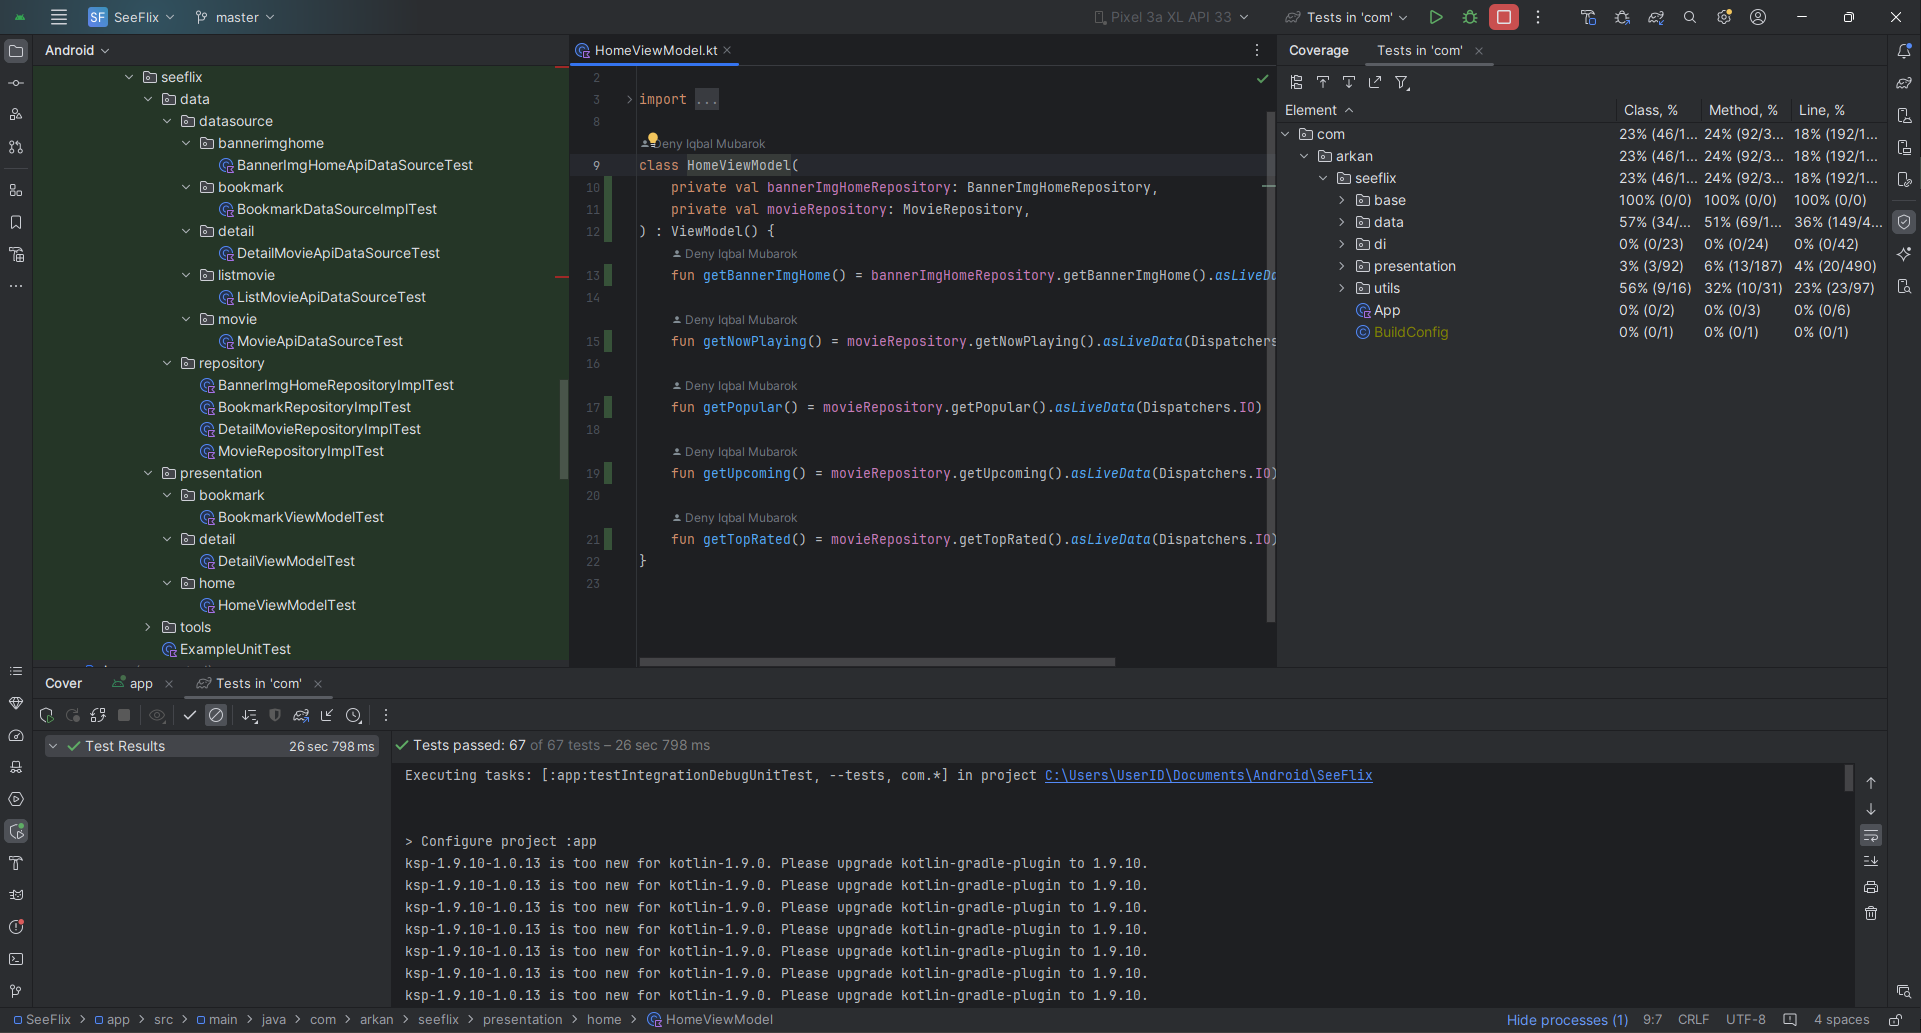 SF SeeFlix master Pixel 3a XL API 33 Tests in 'com'
Android
seeflix
data
datasource
bannerimghome
BannerImgHomeApiDataSourceTest
bookmark
BookmarkDataSourceImplTest
detail
DetailMovieApiDataSourceTest
listmovie
ListMovieApiDataSourceTest
movie
MovieApiDataSourceTest
repository
BannerImgHomeRepositoryImplTest
BookmarkRepositoryImplTest
DetailMovieRepositoryImplTest
MovieRepositoryImplTest
presentation
bookmark
BookmarkViewModelTest
detail
DetailViewModelTest
home
HomeViewModelTest
tools
ExampleUnitTest
HomeViewModel.kt
2
3 import ...
8
Deny Iqbal Mubarok
9 class HomeViewModel(
10 private val bannerImgHomeRepository: BannerImgHomeRepository,
11 private val movieRepository: MovieRepository,
12 ) : ViewModel() {
Deny Iqbal Mubarok
13 fun getBannerImgHome() = bannerImgHomeRepository.getBannerImgHome().asLiveDa
14
Deny Iqbal Mubarok
15 fun getNowPlaying() = movieRepository.getNowPlaying().asLiveData(Dispatchers
16
Deny Iqbal Mubarok
17 fun getPopular() = movieRepository.getPopular().asLiveData(Dispatchers.IO)
18
Deny Iqbal Mubarok
19 fun getUpcoming() = movieRepository.getUpcoming().asLiveData(Dispatchers.IO)
20
Deny Iqbal Mubarok
21 fun getTopRated() = movieRepository.getTopRated().asLiveData(Dispatchers.IO)
22 }
23
Coverage Tests in 'com'
Element Class, % Method, % Line, %
com 23% (46/1... 24% (92/3... 18% (192/1...
arkan 23% (46/1... 24% (92/3... 18% (192/1...
seeflix 23% (46/1... 24% (92/3... 18% (192/1...
base 100% (0/0) 100% (0/0) 100% (0/0)
data 57% (34/... 51% (69/1... 36% (149/4...
di 0% (0/23) 0% (0/24) 0% (0/42)
presentation 3% (3/92) 6% (13/187) 4% (20/490)
utils 56% (9/16) 32% (10/31) 23% (23/97)
App 0% (0/2) 0% (0/3) 0% (0/6)
BuildConfig 0% (0/1) 0% (0/1) 0% (0/1)
Cover app Tests in 'com'
Test Results 26 sec 798 ms
Tests passed: 67 of 67 tests – 26 sec 798 ms
Executing tasks: [:app:testIntegrationDebugUnitTest, --tests, com.*] in project C:\Users\UserID\Documents\Android\SeeFlix
> Configure project :app
ksp-1.9.10-1.0.13 is too new for kotlin-1.9.0. Please upgrade kotlin-gradle-plugin to 1.9.10.
ksp-1.9.10-1.0.13 is too new for kotlin-1.9.0. Please upgrade kotlin-gradle-plugin to 1.9.10.
ksp-1.9.10-1.0.13 is too new for kotlin-1.9.0. Please upgrade kotlin-gradle-plugin to 1.9.10.
ksp-1.9.10-1.0.13 is too new for kotlin-1.9.0. Please upgrade kotlin-gradle-plugin to 1.9.10.
ksp-1.9.10-1.0.13 is too new for kotlin-1.9.0. Please upgrade kotlin-gradle-plugin to 1.9.10.
ksp-1.9.10-1.0.13 is too new for kotlin-1.9.0. Please upgrade kotlin-gradle-plugin to 1.9.10.
ksp-1.9.10-1.0.13 is too new for kotlin-1.9.0. Please upgrade kotlin-gradle-plugin to 1.9.10.
SeeFlix > app > src > main > java > com > arkan > seeflix > presentation > home > HomeViewModel
Hide processes (1) 9:7 CRLF UTF-8 4 spaces